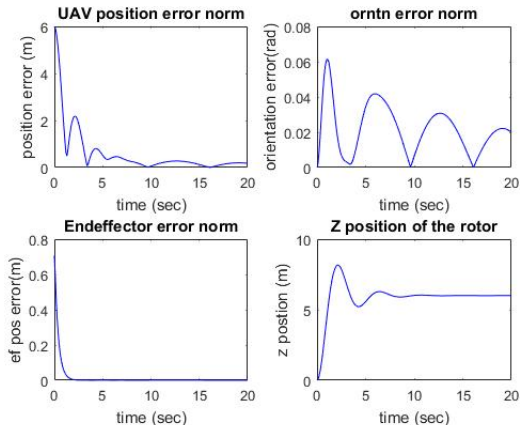 UAV position error norm
position error (m)
6
4
2
0
0 5 10 15 20
time (sec)
orntn error norm
orientation error(rad)
0.08
0.06
0.04
0.02
0
0 5 10 15 20
time (sec)
Endeffector error norm
ef pos error(m)
0.8
0.6
0.4
0.2
0
0 5 10 15 20
time (sec)
Z position of the rotor
z postion (m)
10
5
0
0 5 10 15 20
time (sec)